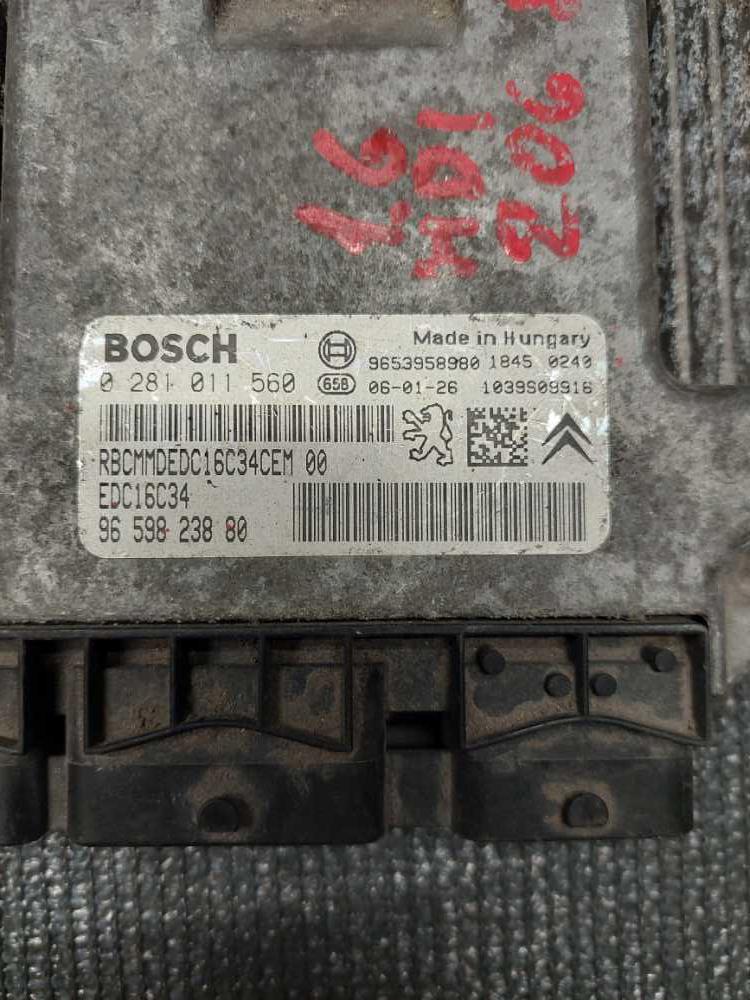 1.6
HDI
206
BOSCH
Made in Hungary
9653958980 1845 0240
0 281 011 560 65B 06-01-26 1039S09916
RBCMMDEDC16C34CEM 00
EDC16C34
96 598 238 80